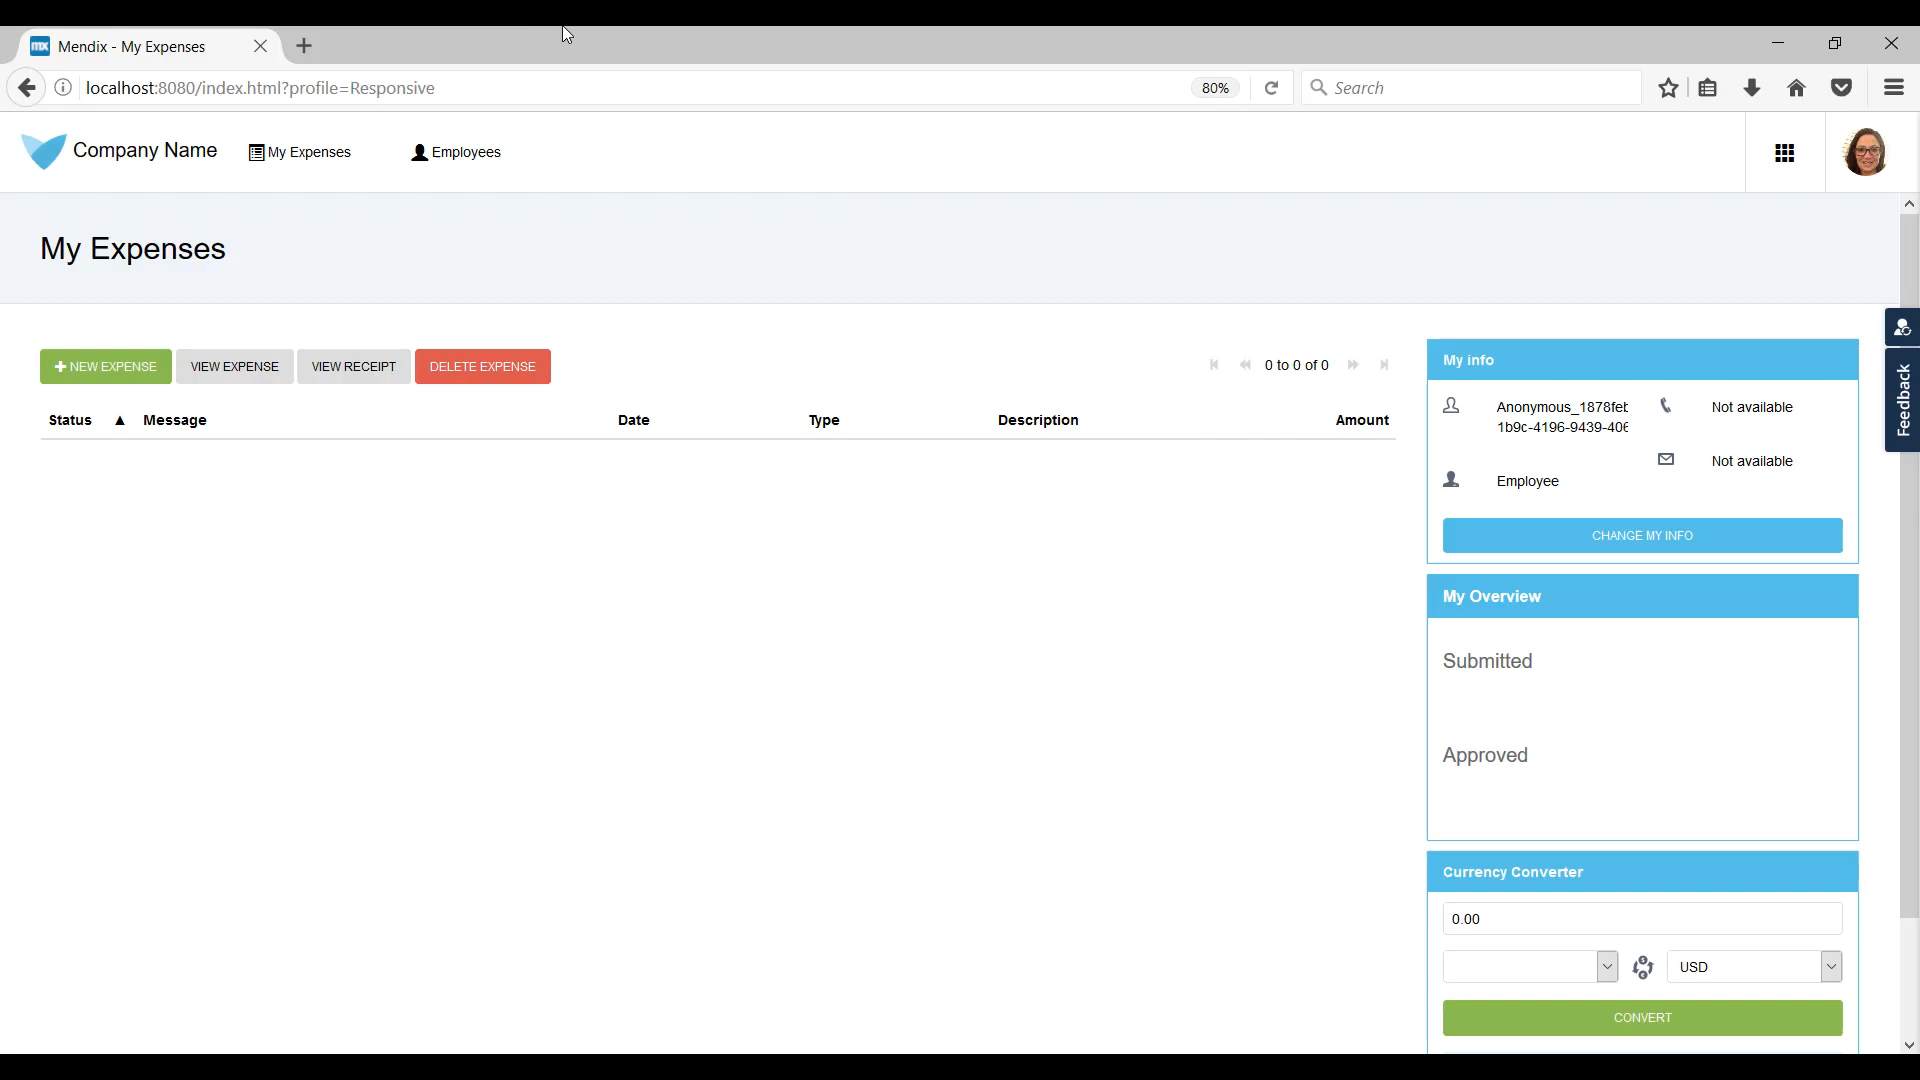 mx Mendix - My Expenses
localhost:8080/index.html?profile=Responsive
80%
Search
Company Name
My Expenses
Employees
My Expenses
NEW EXPENSE
VIEW EXPENSE
VIEW RECEIPT
DELETE EXPENSE
0 to 0 of 0
Status
Message
Date
Type
Description
Amount
My info
Anonymous_1878feb
1b9c-4196-9439-406
Not available
Not available
Employee
CHANGE MY INFO
My Overview
Submitted
Approved
Currency Converter
0.00
USD
CONVERT
Feedback